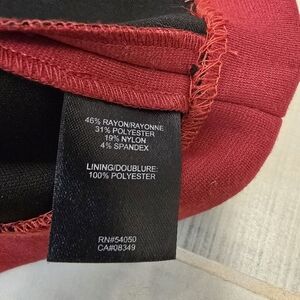 46% RAYON/RAYONNE
31% POLYESTER
19% NYLON
4% SPANDEX
LINING/DOUBLURE:
100% POLYESTER
RN#54050
CA#08349